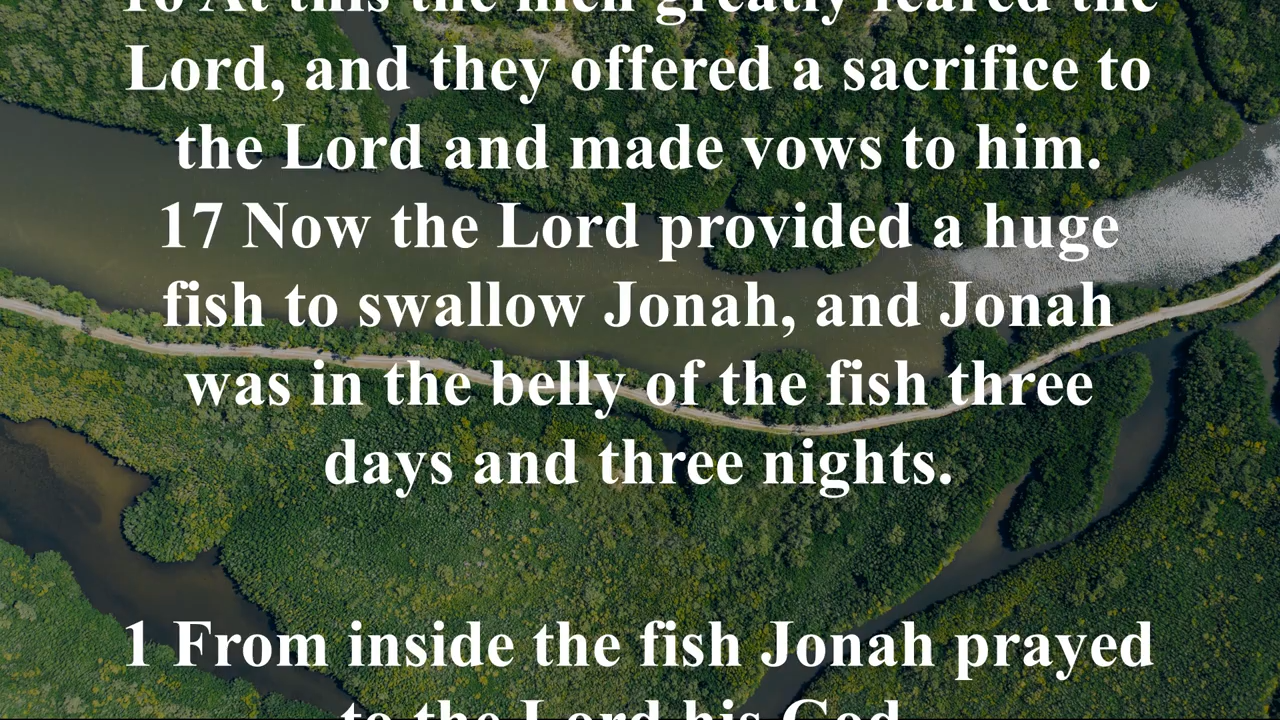 16 At this the men greatly feared the
Lord, and they offered a sacrifice to
the Lord and made vows to him.
17 Now the Lord provided a huge
fish to swallow Jonah, and Jonah
was in the belly of the fish three
days and three nights.
1 From inside the fish Jonah prayed
to the Lord his God.